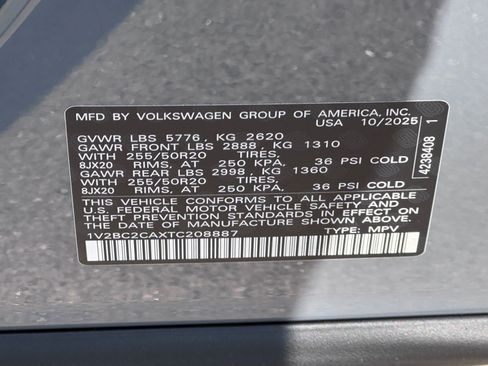 MFD BY VOLKSWAGEN GROUP OF AMERICA, INC.
USA 10/2025
GVWR LBS 5776, KG 2620
GAWR FRONT LBS 2888, KG 1310
WITH 255/50R20 TIRES,
8JX20 RIMS, AT 250 KPA, 36 PSI COLD
GAWR REAR LBS 2998, KG 1360
WITH 255/50R20 TIRES,
8JX20 RIMS, AT 250 KPA, 36 PSI COLD
THIS VEHICLE CONFORMS TO ALL APPLICABLE
U.S. FEDERAL MOTOR VEHICLE SAFETY AND
THEFT PREVENTION STANDARDS IN EFFECT ON
THE DATE OF MANUFACTURE SHOWN ABOVE.
1V2BC2CAXTC208887 TYPE: MPV
4238408 1